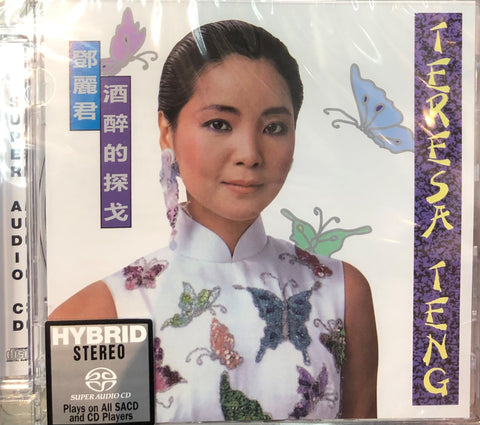 鄧麗君
酒醉的探戈
TERESA TENG
SUPER AUDIO CD
HYBRID
STEREO
SUPER AUDIO CD
Plays on All SACD
and CD Players